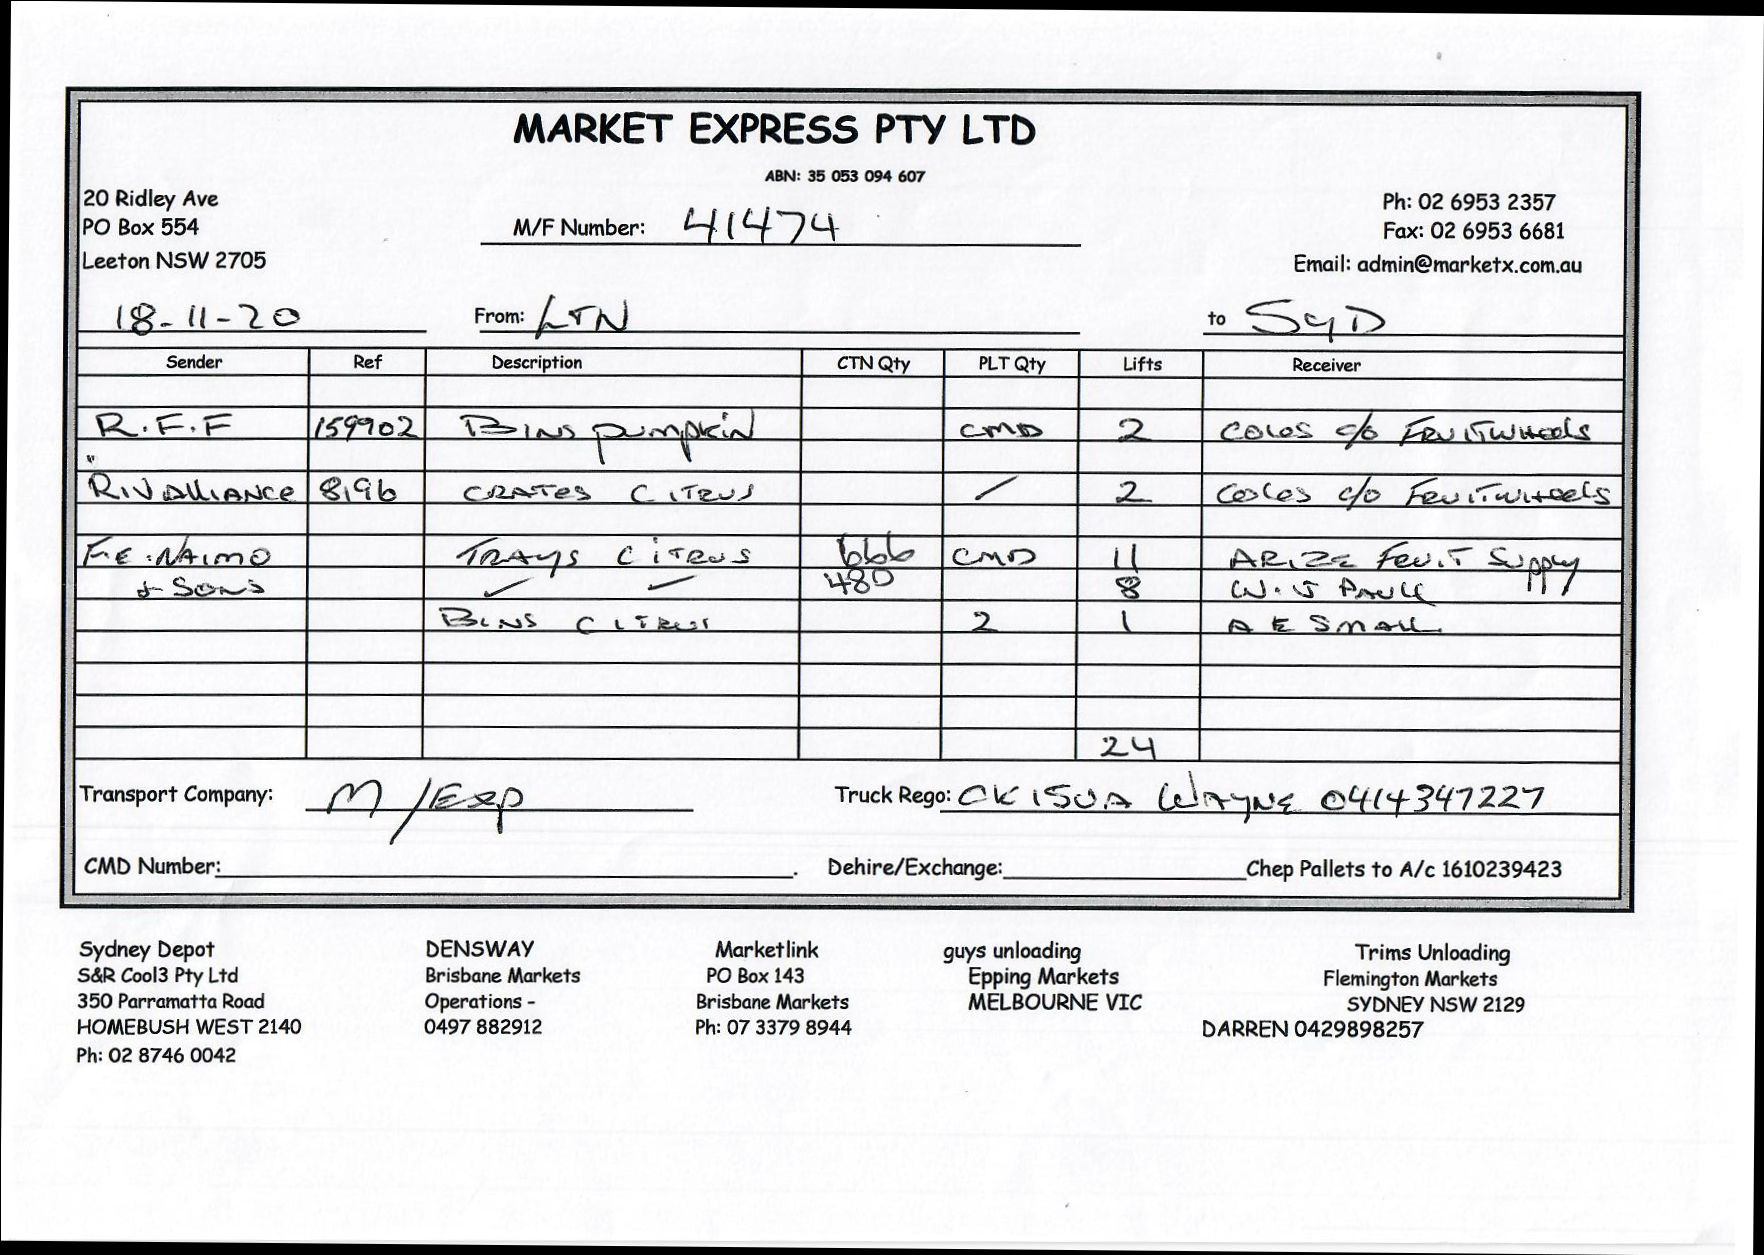 MARKET EXPRESS PTY LTD
ABN: 35 053 094 607
20 Ridley Ave
PO Box 554
Leeton NSW 2705
M/F Number: 41474
Ph: 02 6953 2357
Fax: 02 6953 6681
Email: admin@marketx.com.au
18-11-20 From: LTN to SYD
Sender Ref Description CTN Qty PLT Qty Lifts Receiver
R.F.F 159902 BINS pumpkin CMD 2 COLES c/o FRUITWHEELS
"
RIVALLIANCE 8196 CRATES CITRUS / 2 COLES c/o FRUITWHEELS
F.E. NAIMO TRAYS CITRUS 666 CMD 11 ARIZE FRUIT Supply
& SONS 480 8 W.J PAULL
BINS CITRUS 2 1 A E SMALL
24
Transport Company: M/Exp Truck Rego: WAYNE 0414347227
CMD Number: . Dehire/Exchange: Chep Pallets to A/c 1610239423
Sydney Depot
S&R Cool3 Pty Ltd
350 Parramatta Road
HOMEBUSH WEST 2140
Ph: 02 8746 0042
DENSWAY
Brisbane Markets
Operations -
0497 882912
Marketlink
PO Box 143
Brisbane Markets
Ph: 07 3379 8944
guys unloading
Epping Markets
MELBOURNE VIC
Trims Unloading
Flemington Markets
SYDNEY NSW 2129
DARREN 0429898257